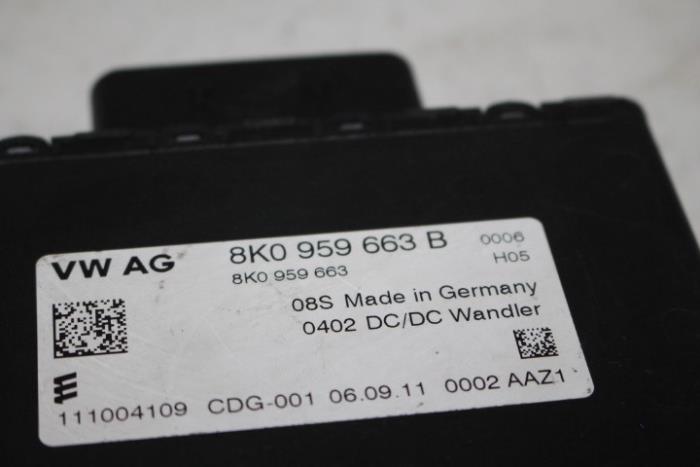 VW AG 8K0 959 663 B 0006
8K0 959 663 H05
08S Made in Germany
0402 DC/DC Wandler
111004109 CDG-001 06.09.11 0002 AAZ1